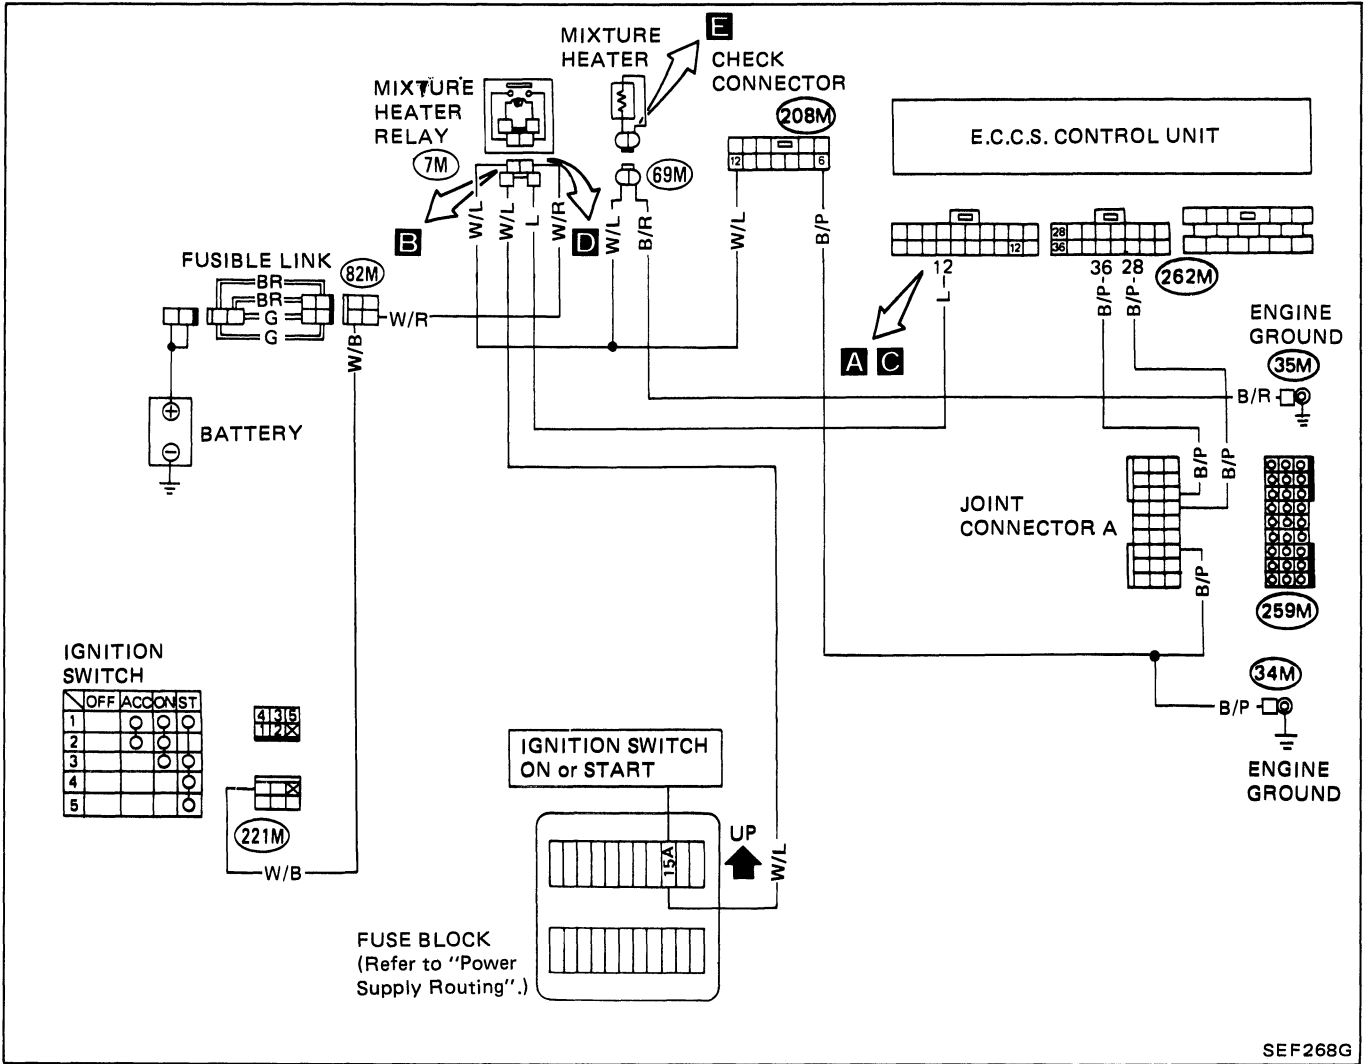 MIXTURE
HEATER
E
CHECK
CONNECTOR
208M
MIXTURE
HEATER
RELAY
7M
69M
12
6
E.C.C.S. CONTROL UNIT
B
D
W/L
W/L
L
W/R
W/L
B/R
W/L
B/P
12
28
36
12
36 28
262M
L
B/P
B/P
A C
FUSIBLE LINK
82M
BR
BR
G
G
W/R
W/B
ENGINE
GROUND
35M
B/R
BATTERY
B/P
B/P
JOINT
CONNECTOR A
B/P
259M
34M
B/P
ENGINE
GROUND
IGNITION
SWITCH
OFF ACC ON ST
1
2
3
4
5
4 3 5
1 2
221M
W/B
IGNITION SWITCH
ON or START
15A
UP
W/L
FUSE BLOCK
(Refer to "Power
Supply Routing".)
SEF268G